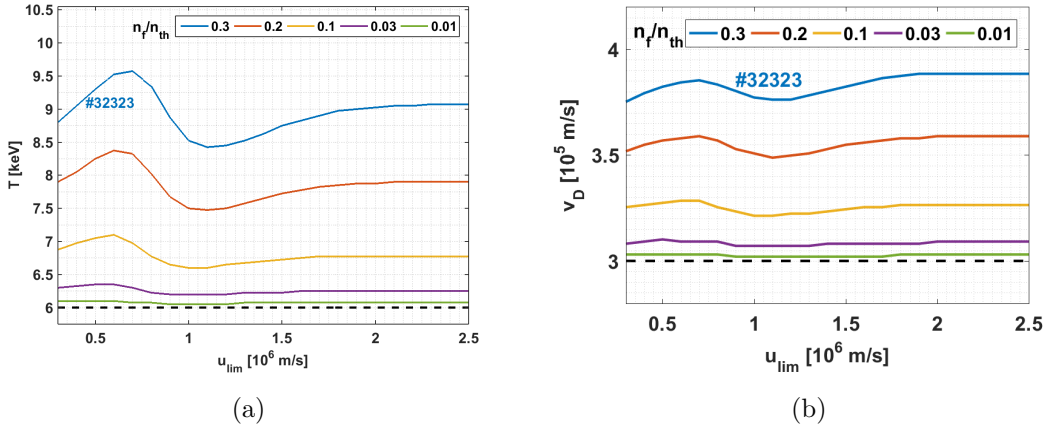 n_f/n_th 0.3 0.2 0.1 0.03 0.01
10.5
10
9.5
9
8.5
8
7.5
7
6.5
6
T [keV]
#32323
0.5 1 1.5 2 2.5
u_lim [10^6 m/s]
(a)
n_f/n_th 0.3 0.2 0.1 0.03 0.01
4
3.5
3
v_D [10^5 m/s]
#32323
0.5 1 1.5 2 2.5
u_lim [10^6 m/s]
(b)